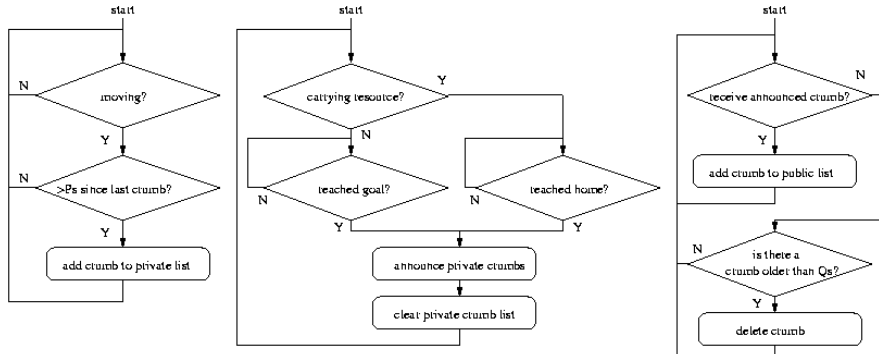 start
N
moving?
Y
N
>Ps since last crumb?
Y
add crumb to private list
start
Y
carrying resource?
N
reached goal?
N
Y
reached home?
N
Y
announce private crumbs
clear private crumb list
start
N
receive announced crumb?
Y
add crumb to public list
N
is there a
crumb older than Qs?
Y
delete crumb